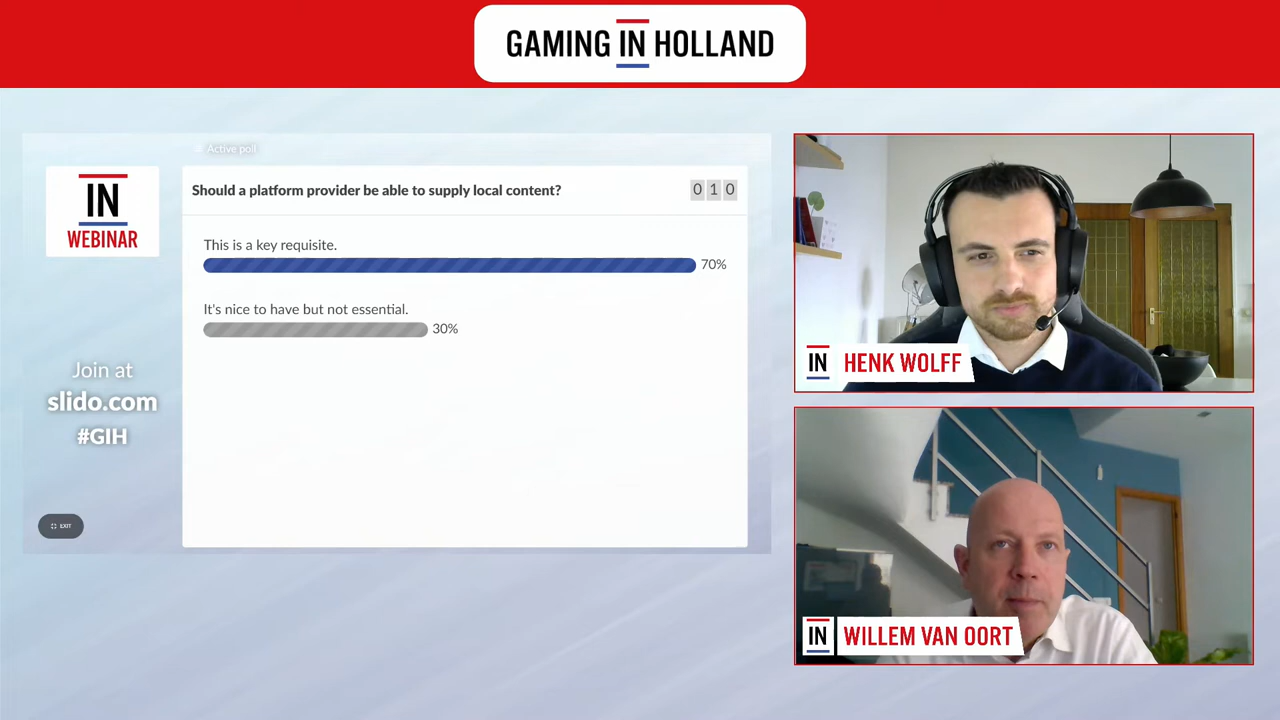 GAMING IN HOLLAND
Active poll
IN
WEBINAR
Should a platform provider be able to supply local content?
0 1 0
This is a key requisite.
70%
It's nice to have but not essential.
30%
Join at
slido.com
#GIH
EXIT
IN HENK WOLFF
IN WILLEM VAN OORT